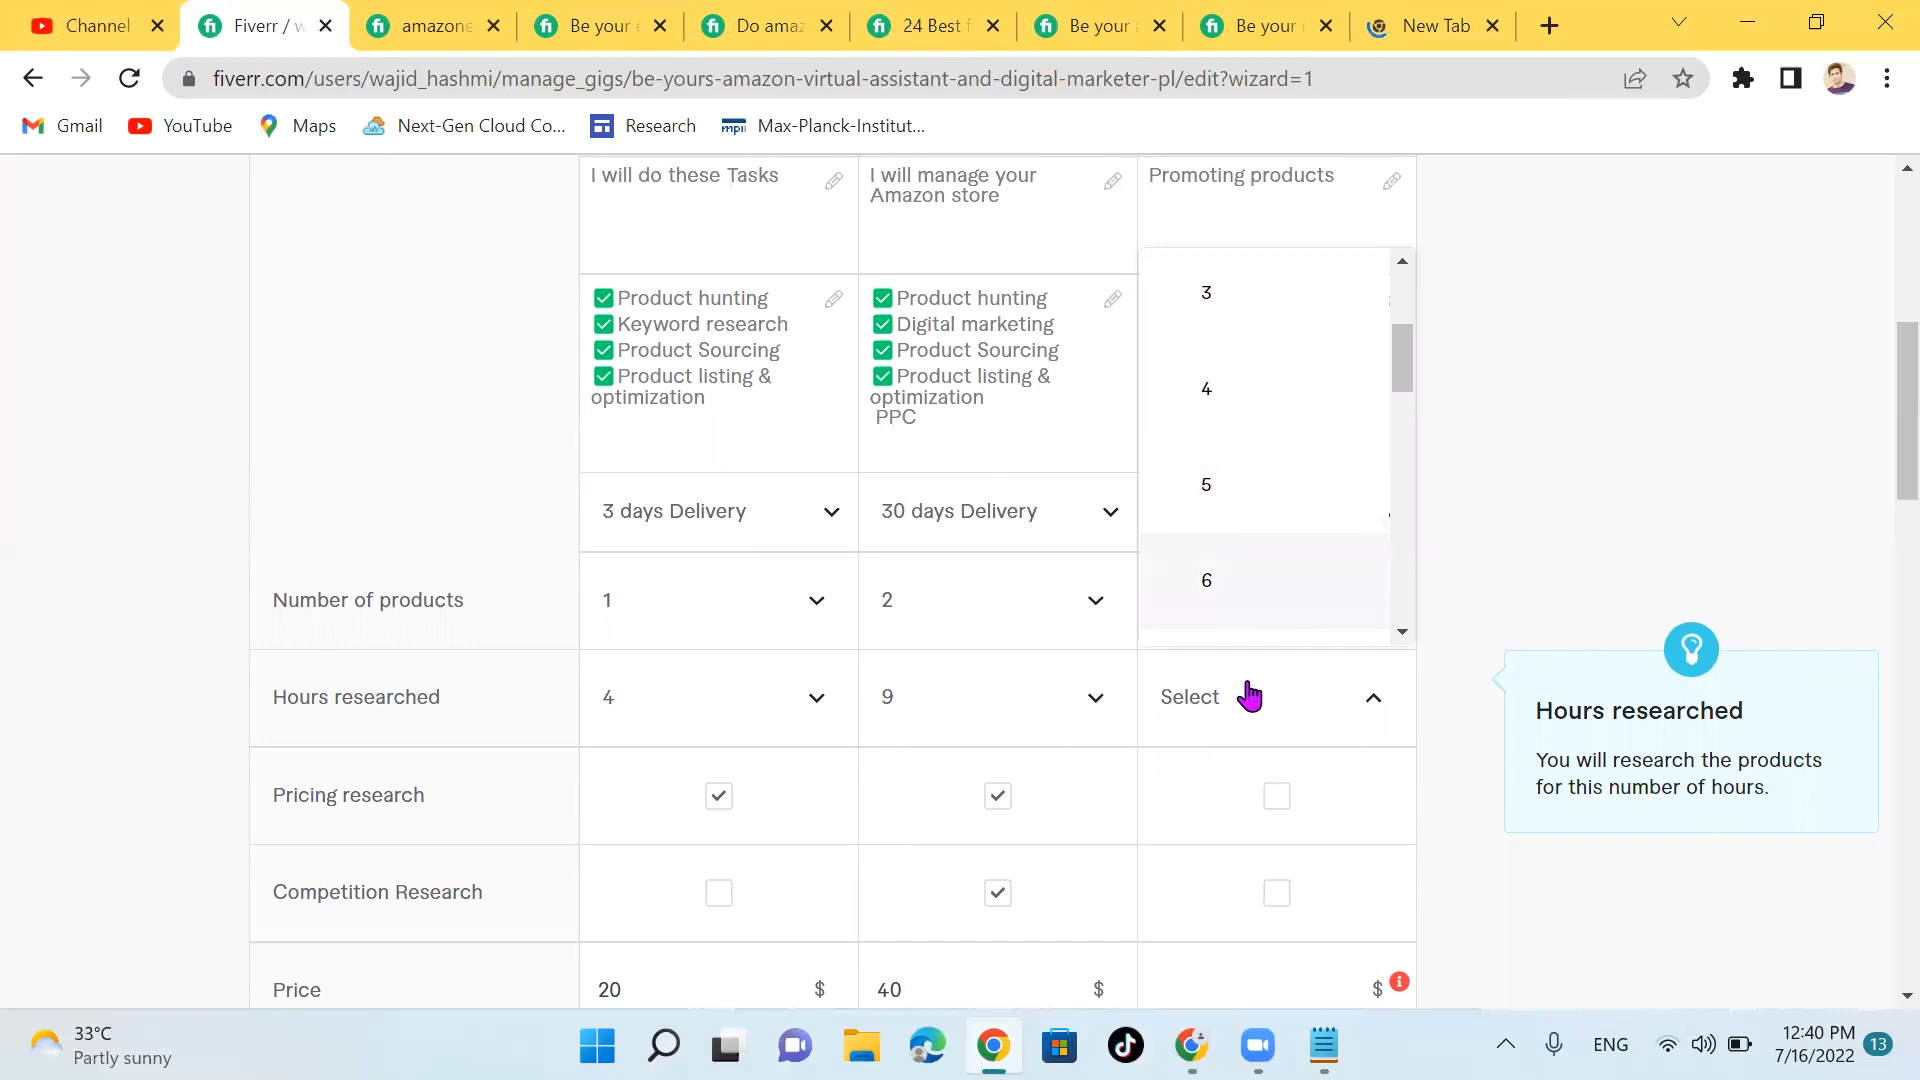 Channel
Fiverr / w
amazone
Be your e
Do amaz
24 Best f
Be your a
Be your i
New Tab
fiverr.com/users/wajid_hashmi/manage_gigs/be-yours-amazon-virtual-assistant-and-digital-marketer-pl/edit?wizard=1
Gmail
YouTube
Maps
Next-Gen Cloud Co...
Research
mpii
Max-Planck-Institut...
I will do these Tasks
I will manage your
Amazon store
Promoting products
Product hunting
Keyword research
Product Sourcing
Product listing &
optimization
Product hunting
Digital marketing
Product Sourcing
Product listing &
optimization
PPC
3
4
5
6
3 days Delivery
30 days Delivery
Number of products
1
2
Hours researched
4
9
Select
Pricing research
Competition Research
Price
20
$
40
$
$
Hours researched
You will research the products
for this number of hours.
33°C
Partly sunny
ENG
12:40 PM
7/16/2022
13